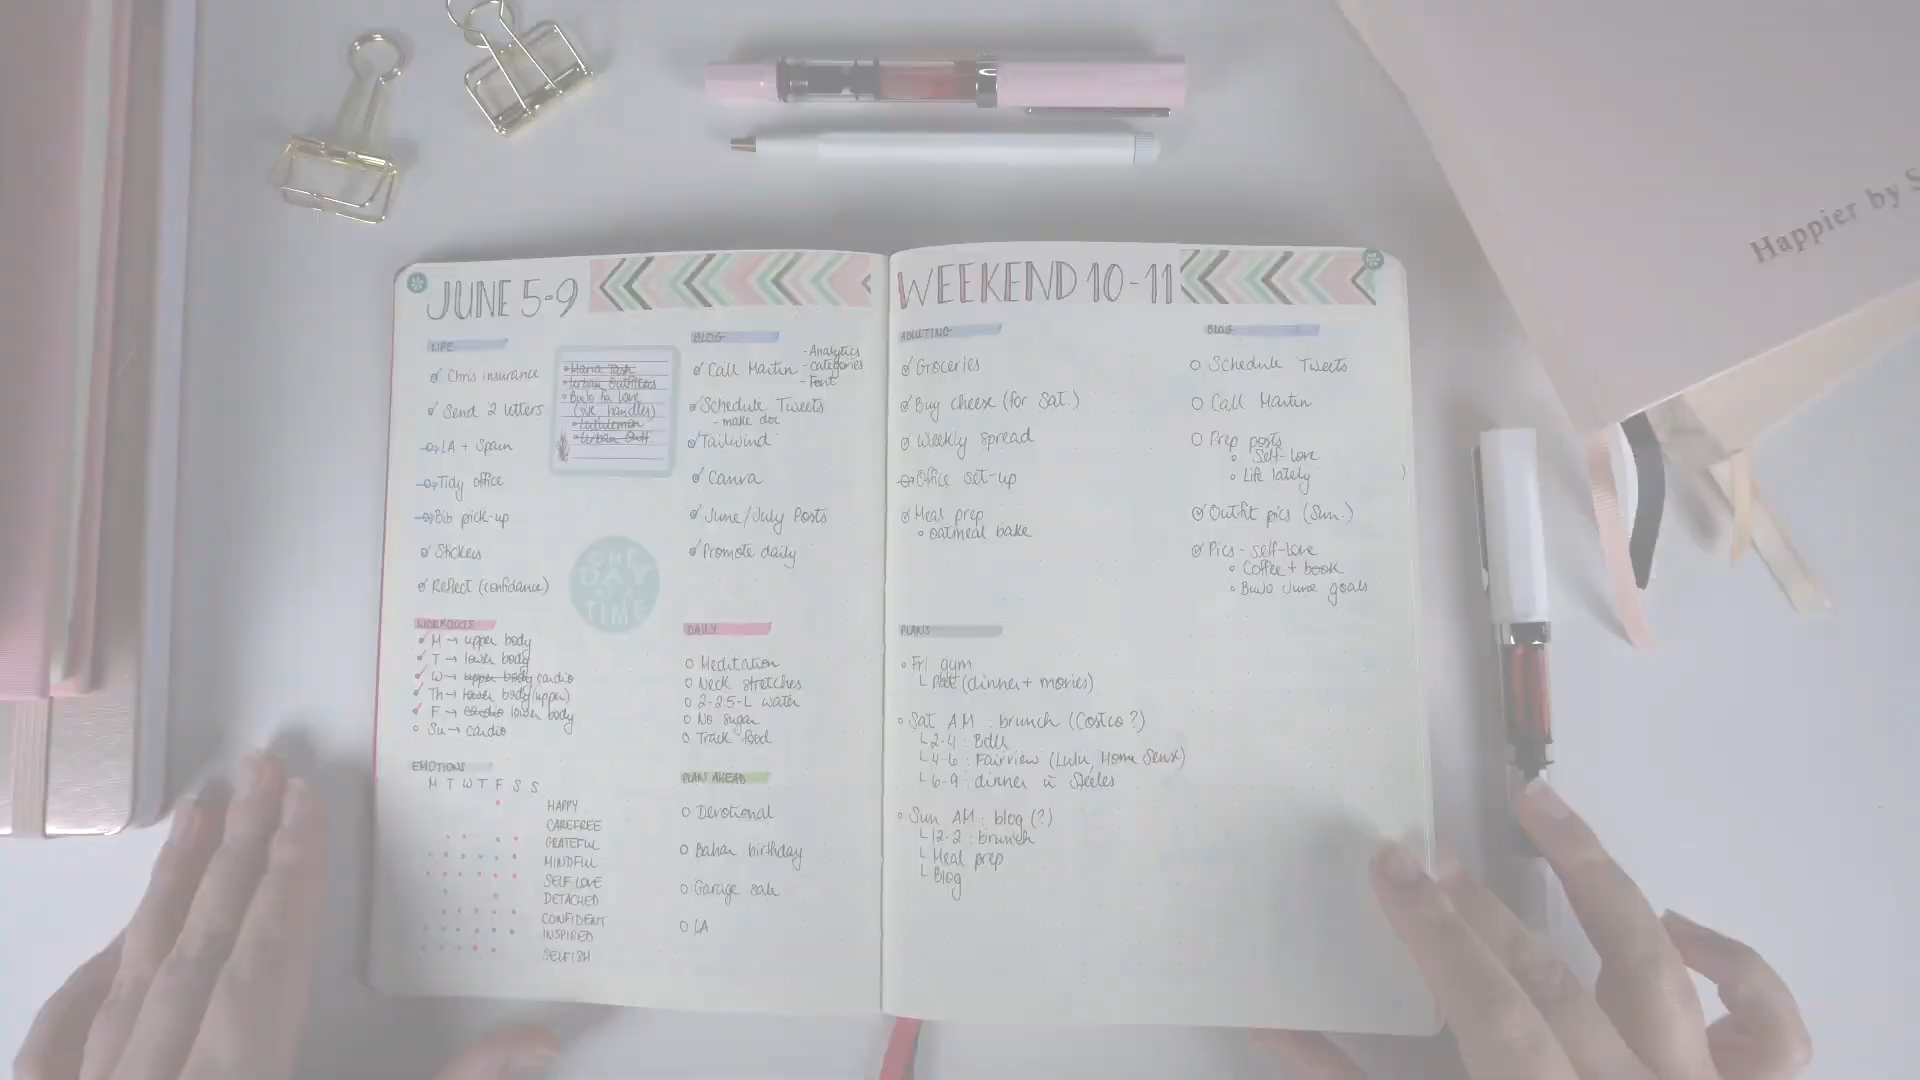 JUNE 5-9
LIFE
Chris insurance
Send 2 letters
LA + Spain
Tidy office
Bib pick-up
Stickers
Reflect (confidence)
Urban Outfitters
BuJo
Lululemon
ONE
DAY
AT A
TIME
BLOG
Call Martin
- Analytics
- categories
- Font
Schedule Tweets
- make doc
Tailwind
Canva
June/July Posts
Promote daily
WORKOUTS
M → upper body
T → lower body
W → upper body cardio
Th → lower body (upper)
F → cardio lower body
Su → cardio
EMOTIONS
M T W T F S S
HAPPY
CAREFREE
GRATEFUL
MINDFUL
SELF LOVE
DETACHED
CONFIDENT
INSPIRED
SELFISH
DAILY
Meditation
Neck stretches
2-2.5-L water
No sugar
Track food
PLAN AHEAD
Devotional
Bahar birthday
Garage sale
LA
WEEKEND 10-11
ADULTING
Groceries
Buy cheese (for Sat.)
Weekly spread
Office set-up
Meal prep
Oatmeal bake
BLOG
Schedule Tweets
Call Martin
Prep posts
Self-love
Life lately
Outfit pics (Sun.)
Pics - self-love
Coffee + book
BuJo June goals
PLANS
Fri gym
(dinner + movies)
Sat AM : brunch (Costco?)
2-4 :
4-6 : Fairview (Lulu, Home Sense)
6-9 : dinner
Sun AM : blog (?)
12-2 : brunch
Meal prep
Blog
Happier by